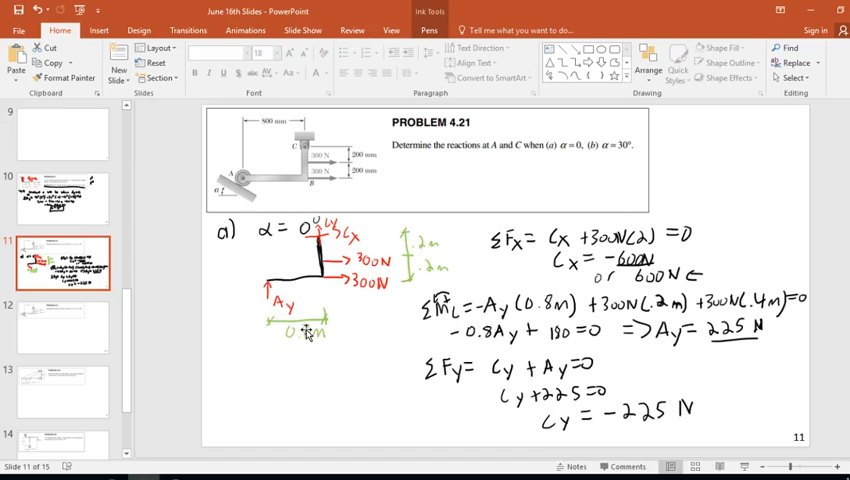 June 16th Slides - PowerPoint
Ink Tools
Sign in
File
Home
Insert
Design
Transitions
Animations
Slide Show
Review
View
Pens
Tell me what you want to do...
Share
Cut
Copy
Format Painter
Paste
Clipboard
New
Slide
Layout
Reset
Section
Slides
18
Font
Paragraph
Text Direction
Align Text
Convert to SmartArt
Arrange
Quick
Styles
Shape Fill
Shape Outline
Shape Effects
Drawing
Find
Replace
Select
Editing
9
10
11
12
13
14
PROBLEM 4.21
Determine the reactions at A and C when (a) α = 0, (b) α = 30°.
800 mm
C
300 N
200 mm
300 N
200 mm
A
B
α
a) α = 0°
Cy
Cx
300N
300N
Ay
.2m
.2m
ΣFx = Cx + 300N(2) = 0
Cx = -600N
or 600N ←
ΣMc = -Ay(0.8m) + 300N(.2m) + 300N(.4m) = 0
-0.8Ay + 180 = 0 => Ay = 225 N
ΣFy = Cy + Ay = 0
Cy + 225 = 0
Cy = -225 N
11
Slide 11 of 15
Notes
Comments